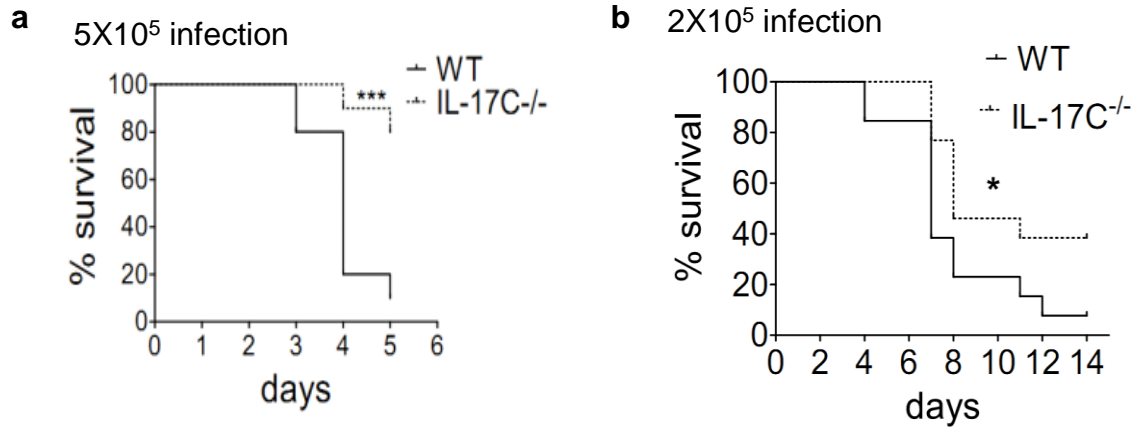 a
5X10⁵ infection
WT
IL-17C-/-
100
80
60
40
20
0
% survival
***
0 1 2 3 4 5 6
days
b
2X10⁵ infection
WT
IL-17C⁻/⁻
100
80
60
40
20
0
% survival
*
0 2 4 6 8 10 12 14
days